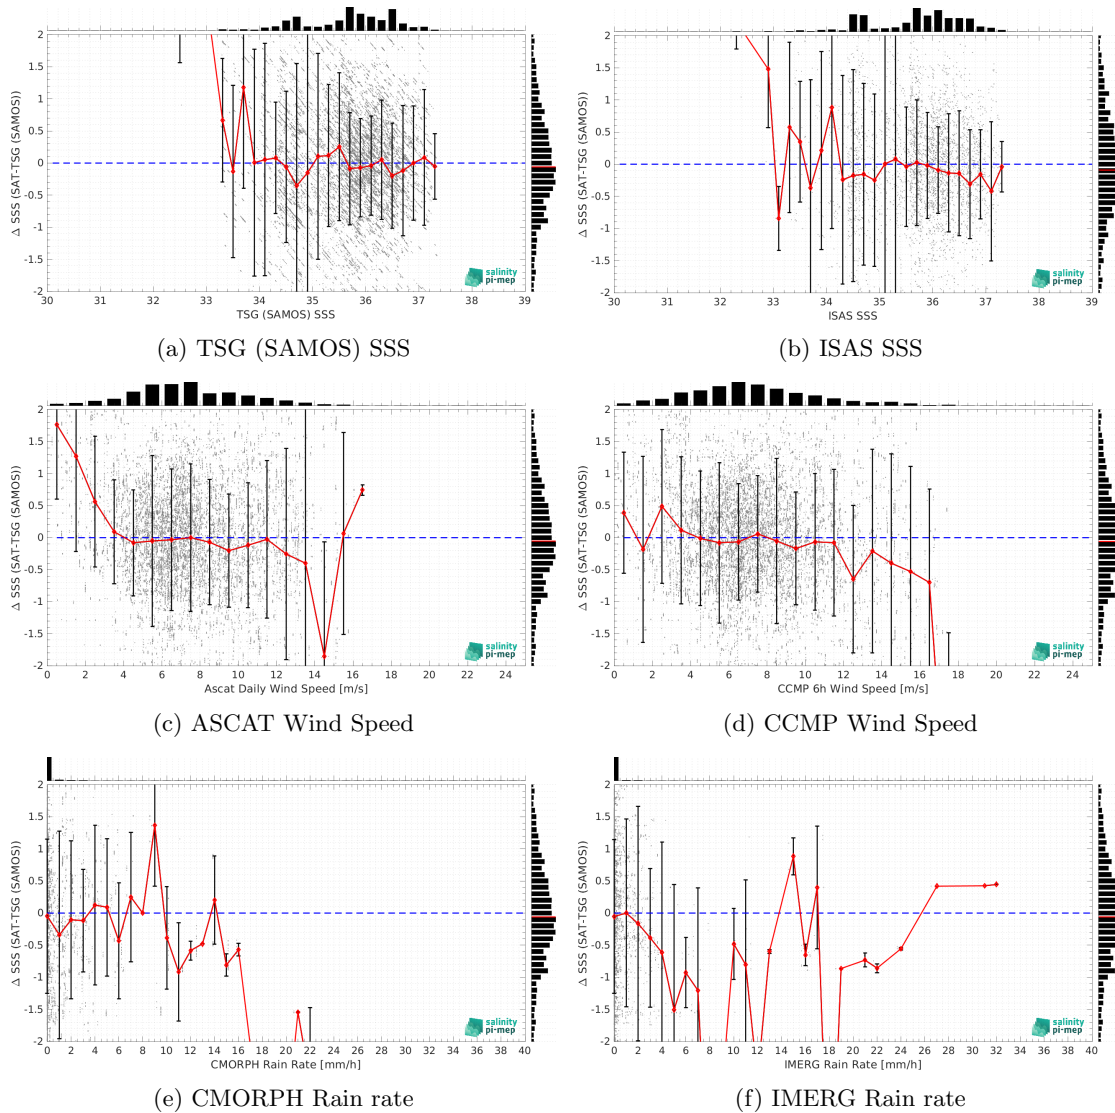 2
1.5
1
0.5
0
-0.5
-1
-1.5
-2
Δ SSS (SAT-TSG (SAMOS))
30 31 32 33 34 35 36 37 38 39
TSG (SAMOS) SSS
salinity
pi-mep
(a) TSG (SAMOS) SSS
2
1.5
1
0.5
0
-0.5
-1
-1.5
-2
Δ SSS (SAT-TSG (SAMOS))
30 31 32 33 34 35 36 37 38 39
ISAS SSS
salinity
pi-mep
(b) ISAS SSS
2
1.5
1
0.5
0
-0.5
-1
-1.5
-2
Δ SSS (SAT-TSG (SAMOS))
0 2 4 6 8 10 12 14 16 18 20 22 24
Ascat Daily Wind Speed [m/s]
salinity
pi-mep
(c) ASCAT Wind Speed
2
1.5
1
0.5
0
-0.5
-1
-1.5
-2
Δ SSS (SAT-TSG (SAMOS))
0 2 4 6 8 10 12 14 16 18 20 22 24
CCMP 6h Wind Speed [m/s]
salinity
pi-mep
(d) CCMP Wind Speed
2
1.5
1
0.5
0
-0.5
-1
-1.5
-2
Δ SSS (SAT-TSG (SAMOS))
0 2 4 6 8 10 12 14 16 18 20 22 24 26 28 30 32 34 36 38 40
CMORPH Rain Rate [mm/h]
salinity
pi-mep
(e) CMORPH Rain rate
2
1.5
1
0.5
0
-0.5
-1
-1.5
-2
Δ SSS (SAT-TSG (SAMOS))
0 2 4 6 8 10 12 14 16 18 20 22 24 26 28 30 32 34 36 38 40
IMERG Rain Rate [mm/h]
salinity
pi-mep
(f) IMERG Rain rate